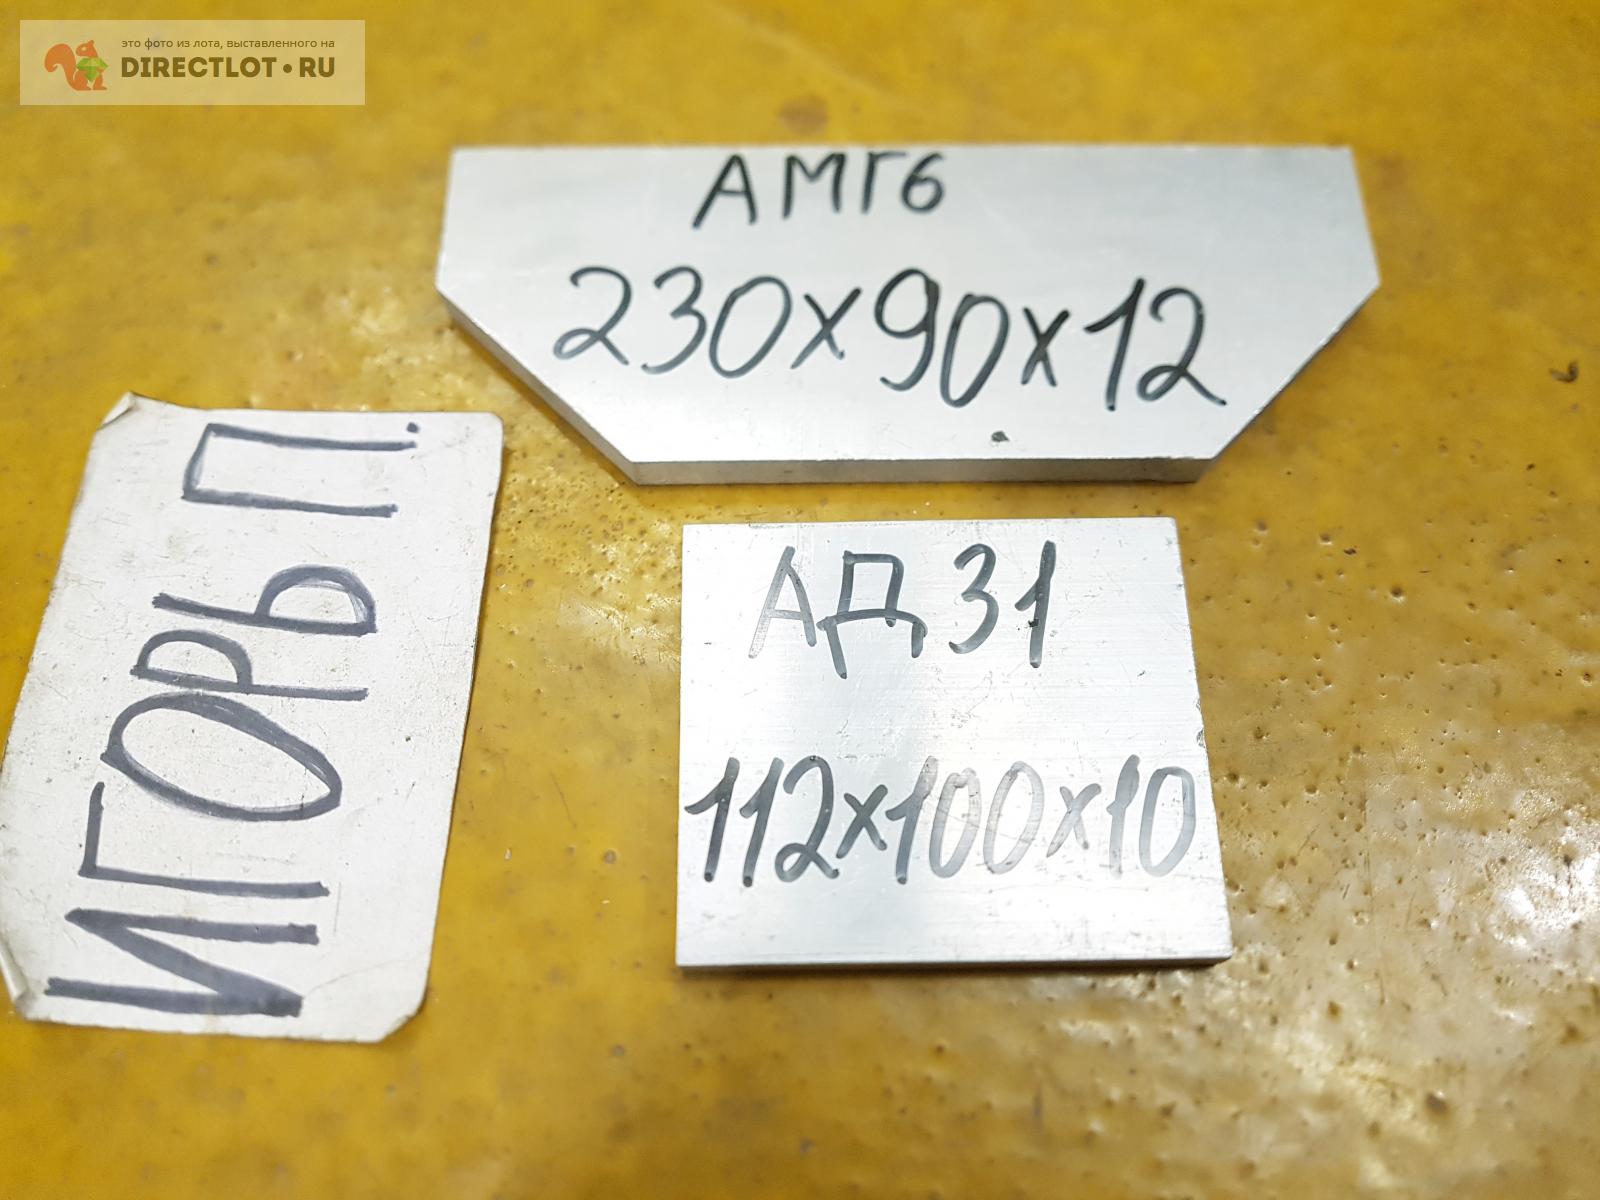 это фото из лота, выставленного на
DIRECTLOT•RU
АМГ6
230х90х12
ИГОРЬ П.
АД31
112х100х10